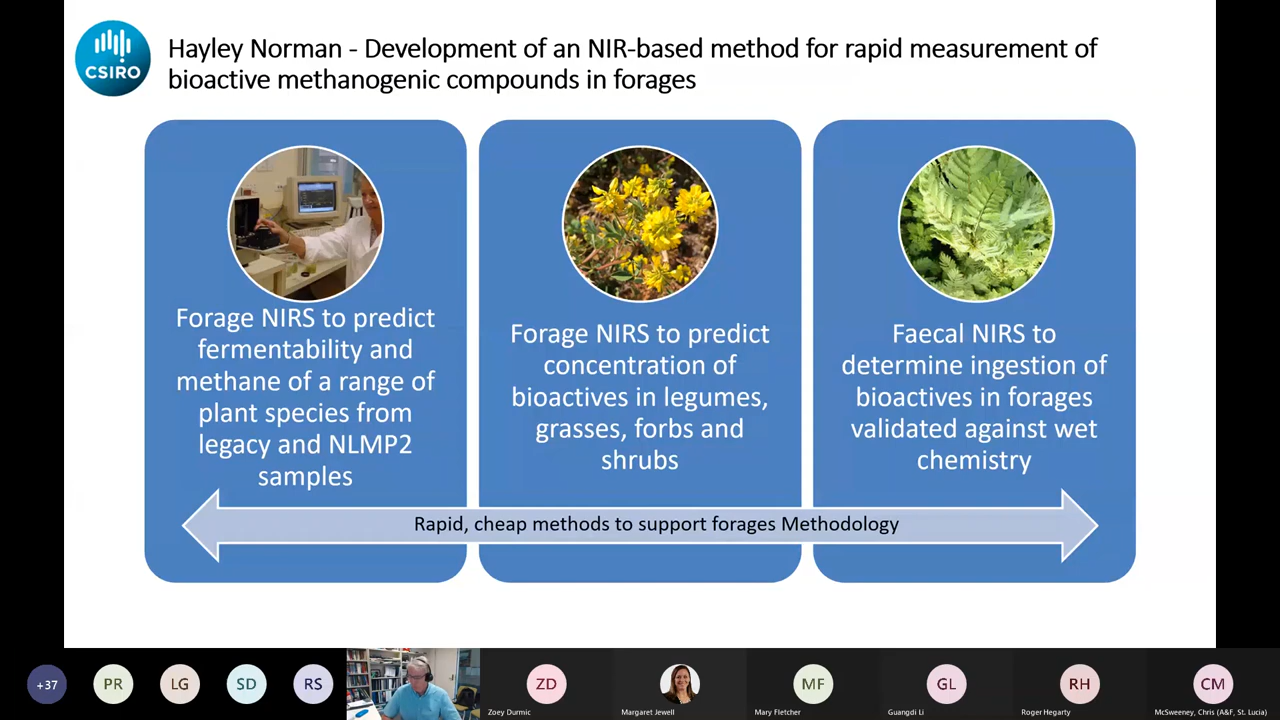 CSIRO
Hayley Norman - Development of an NIR-based method for rapid measurement of
bioactive methanogenic compounds in forages
Forage NIRS to predict
fermentability and
methane of a range of
plant species from
legacy and NLMP2
samples
Forage NIRS to predict
concentration of
bioactives in legumes,
grasses, forbs and
shrubs
Faecal NIRS to
determine ingestion of
bioactives in forages
validated against wet
chemistry
Rapid, cheap methods to support forages Methodology
+37
PR
LG
SD
RS
ZD
Zoey Durmic
Margaret Jewell
MF
Mary Fletcher
GL
Guangdi Li
RH
Roger Hegarty
CM
McSweeney, Chris (A&F, St. Lucia)